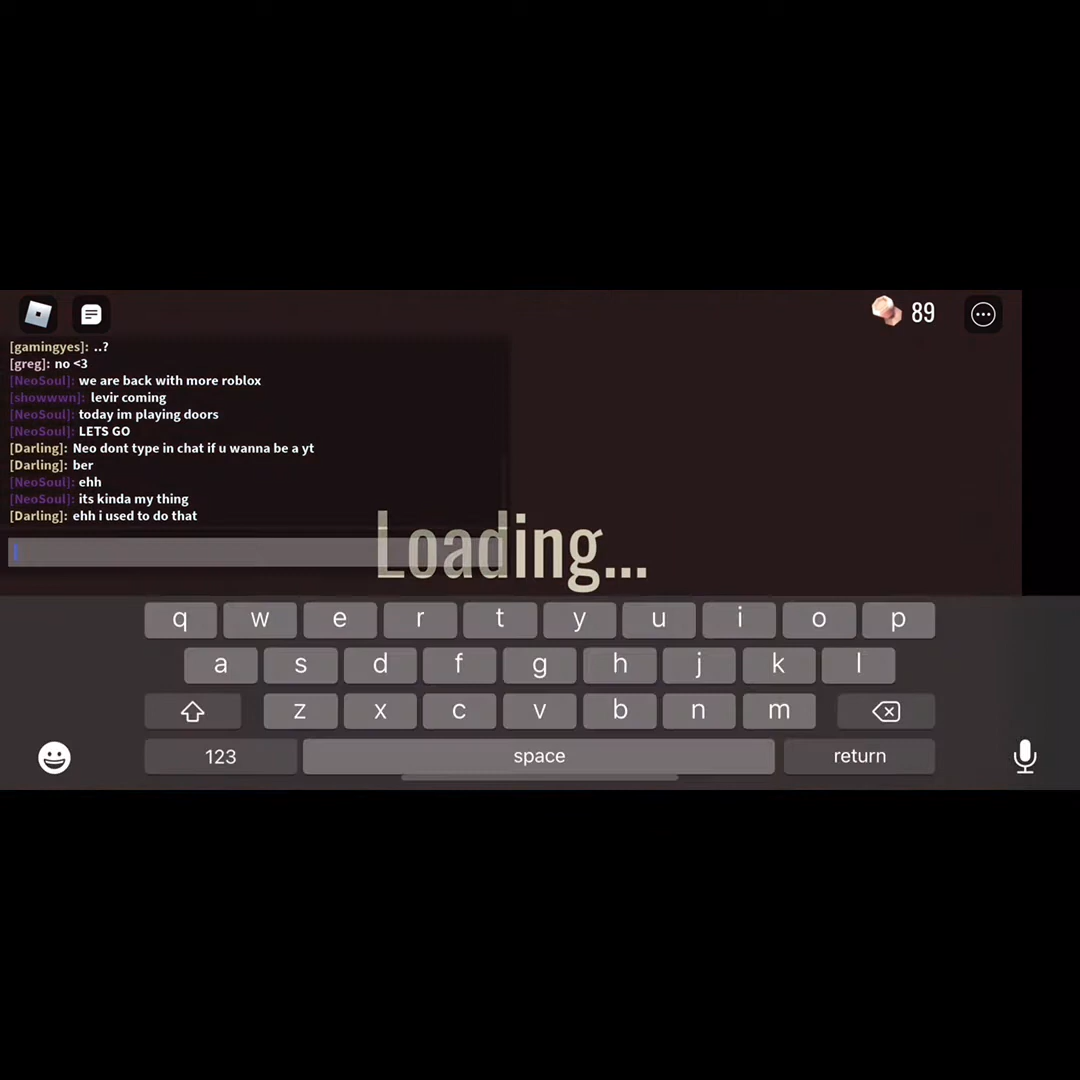 89
[gamingyes]: ..?
[greg]: no <3
[NeoSoul]: we are back with more roblox
[showwwn]: levir coming
[NeoSoul]: today im playing doors
[NeoSoul]: LETS GO
[Darling]: Neo dont type in chat if u wanna be a yt
[Darling]: ber
[NeoSoul]: ehh
[NeoSoul]: its kinda my thing
[Darling]: ehh i used to do that
Loading...
q w e r t y u i o p
a s d f g h j k l
z x c v b n m
123 space return